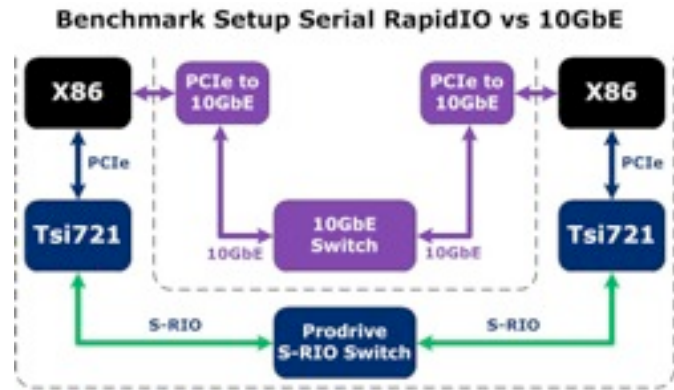 Benchmark Setup Serial RapidIO vs 10GbE
X86
PCIe to
10GbE
PCIe to
10GbE
X86
PCIe
PCIe
Tsi721
10GbE
Switch
Tsi721
10GbE
10GbE
S-RIO
Prodrive
S-RIO Switch
S-RIO